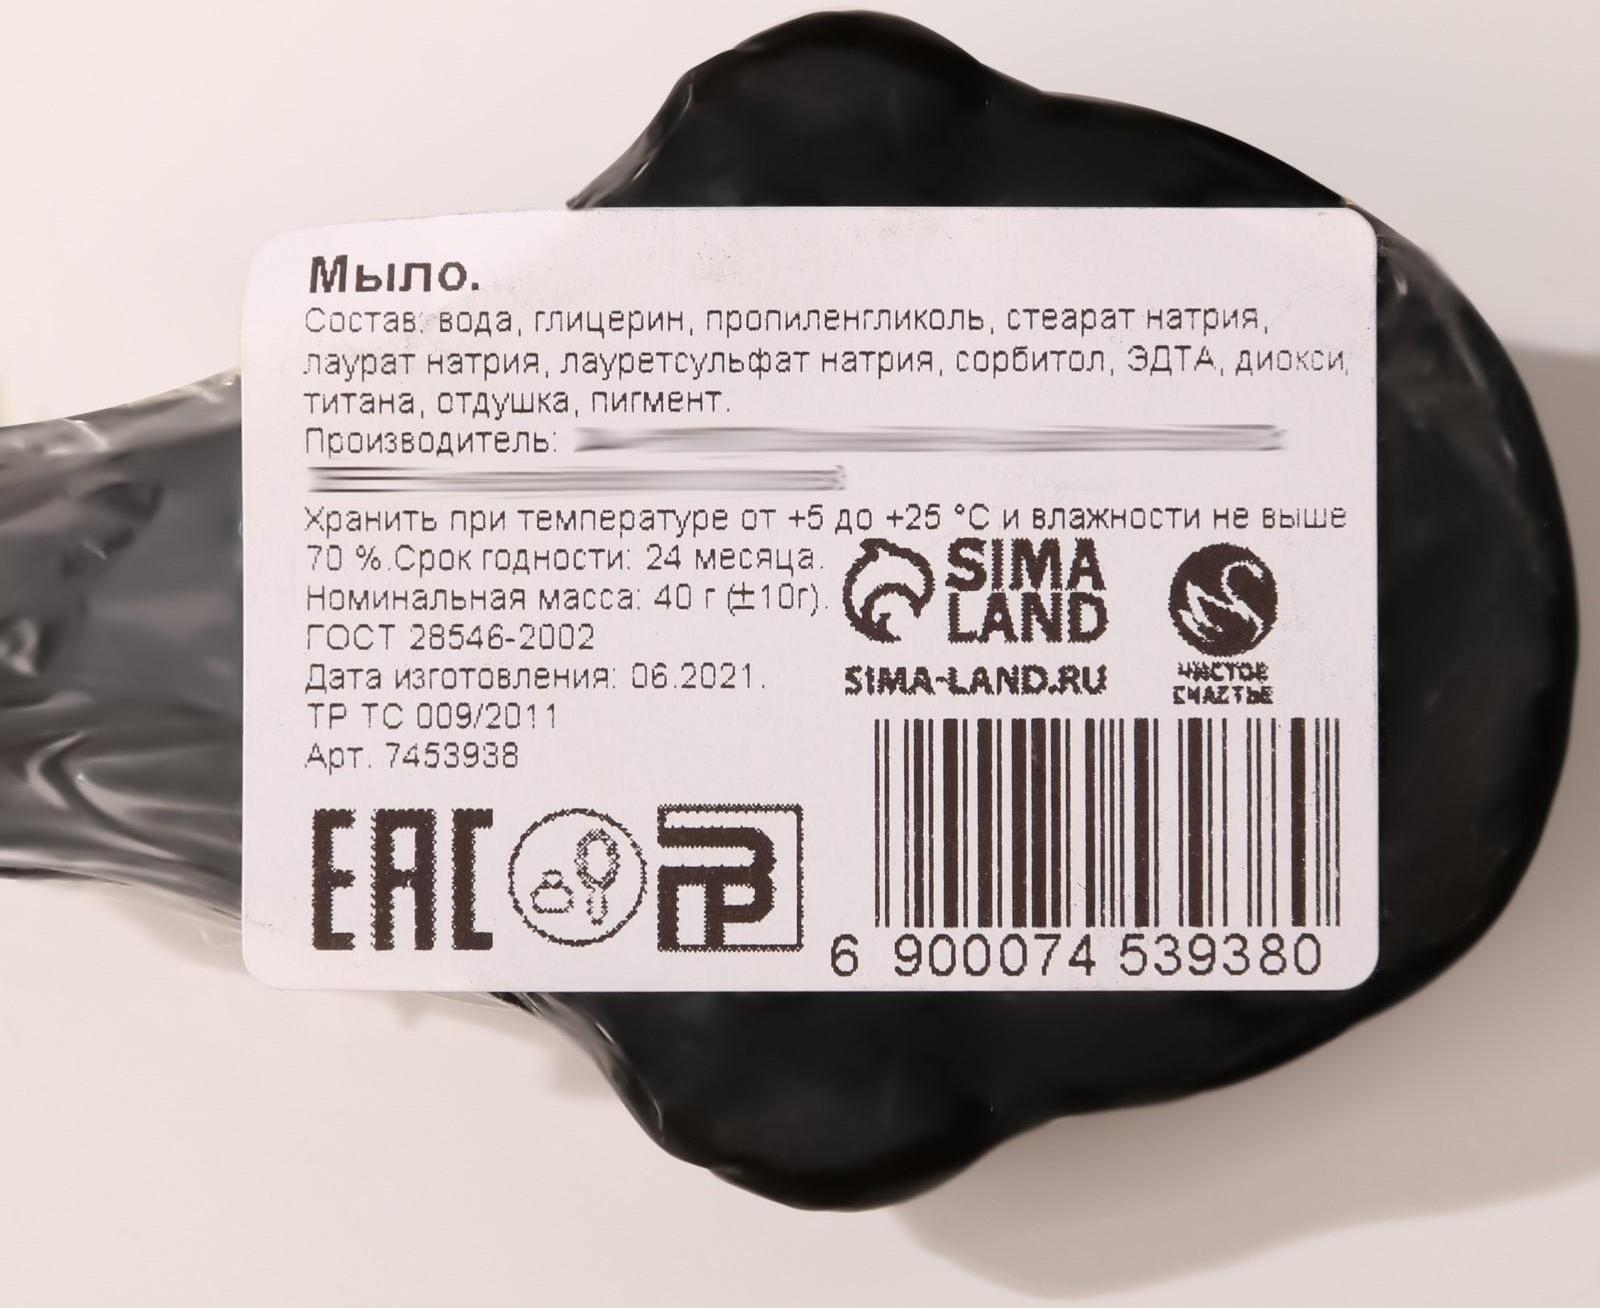 Мыло.
Состав: вода, глицерин, пропиленгликоль, стеарат натрия,
лаурат натрия, лауретсульфат натрия, сорбитол, ЭДТА, диокси
титана, отдушка, пигмент.
Производитель:
Хранить при температуре от +5 до +25 °С и влажности не выше
70 %.Срок годности: 24 месяца.
Номинальная масса: 40 г (±10г).
ГОСТ 28546-2002
Дата изготовления: 06.2021.
ТР ТС 009/2011
Арт. 7453938
SIMA
LAND
SIMA-LAND.RU
ЧИСТОЕ
СЧАСТЬЕ
ЕАС
6 900074 539380